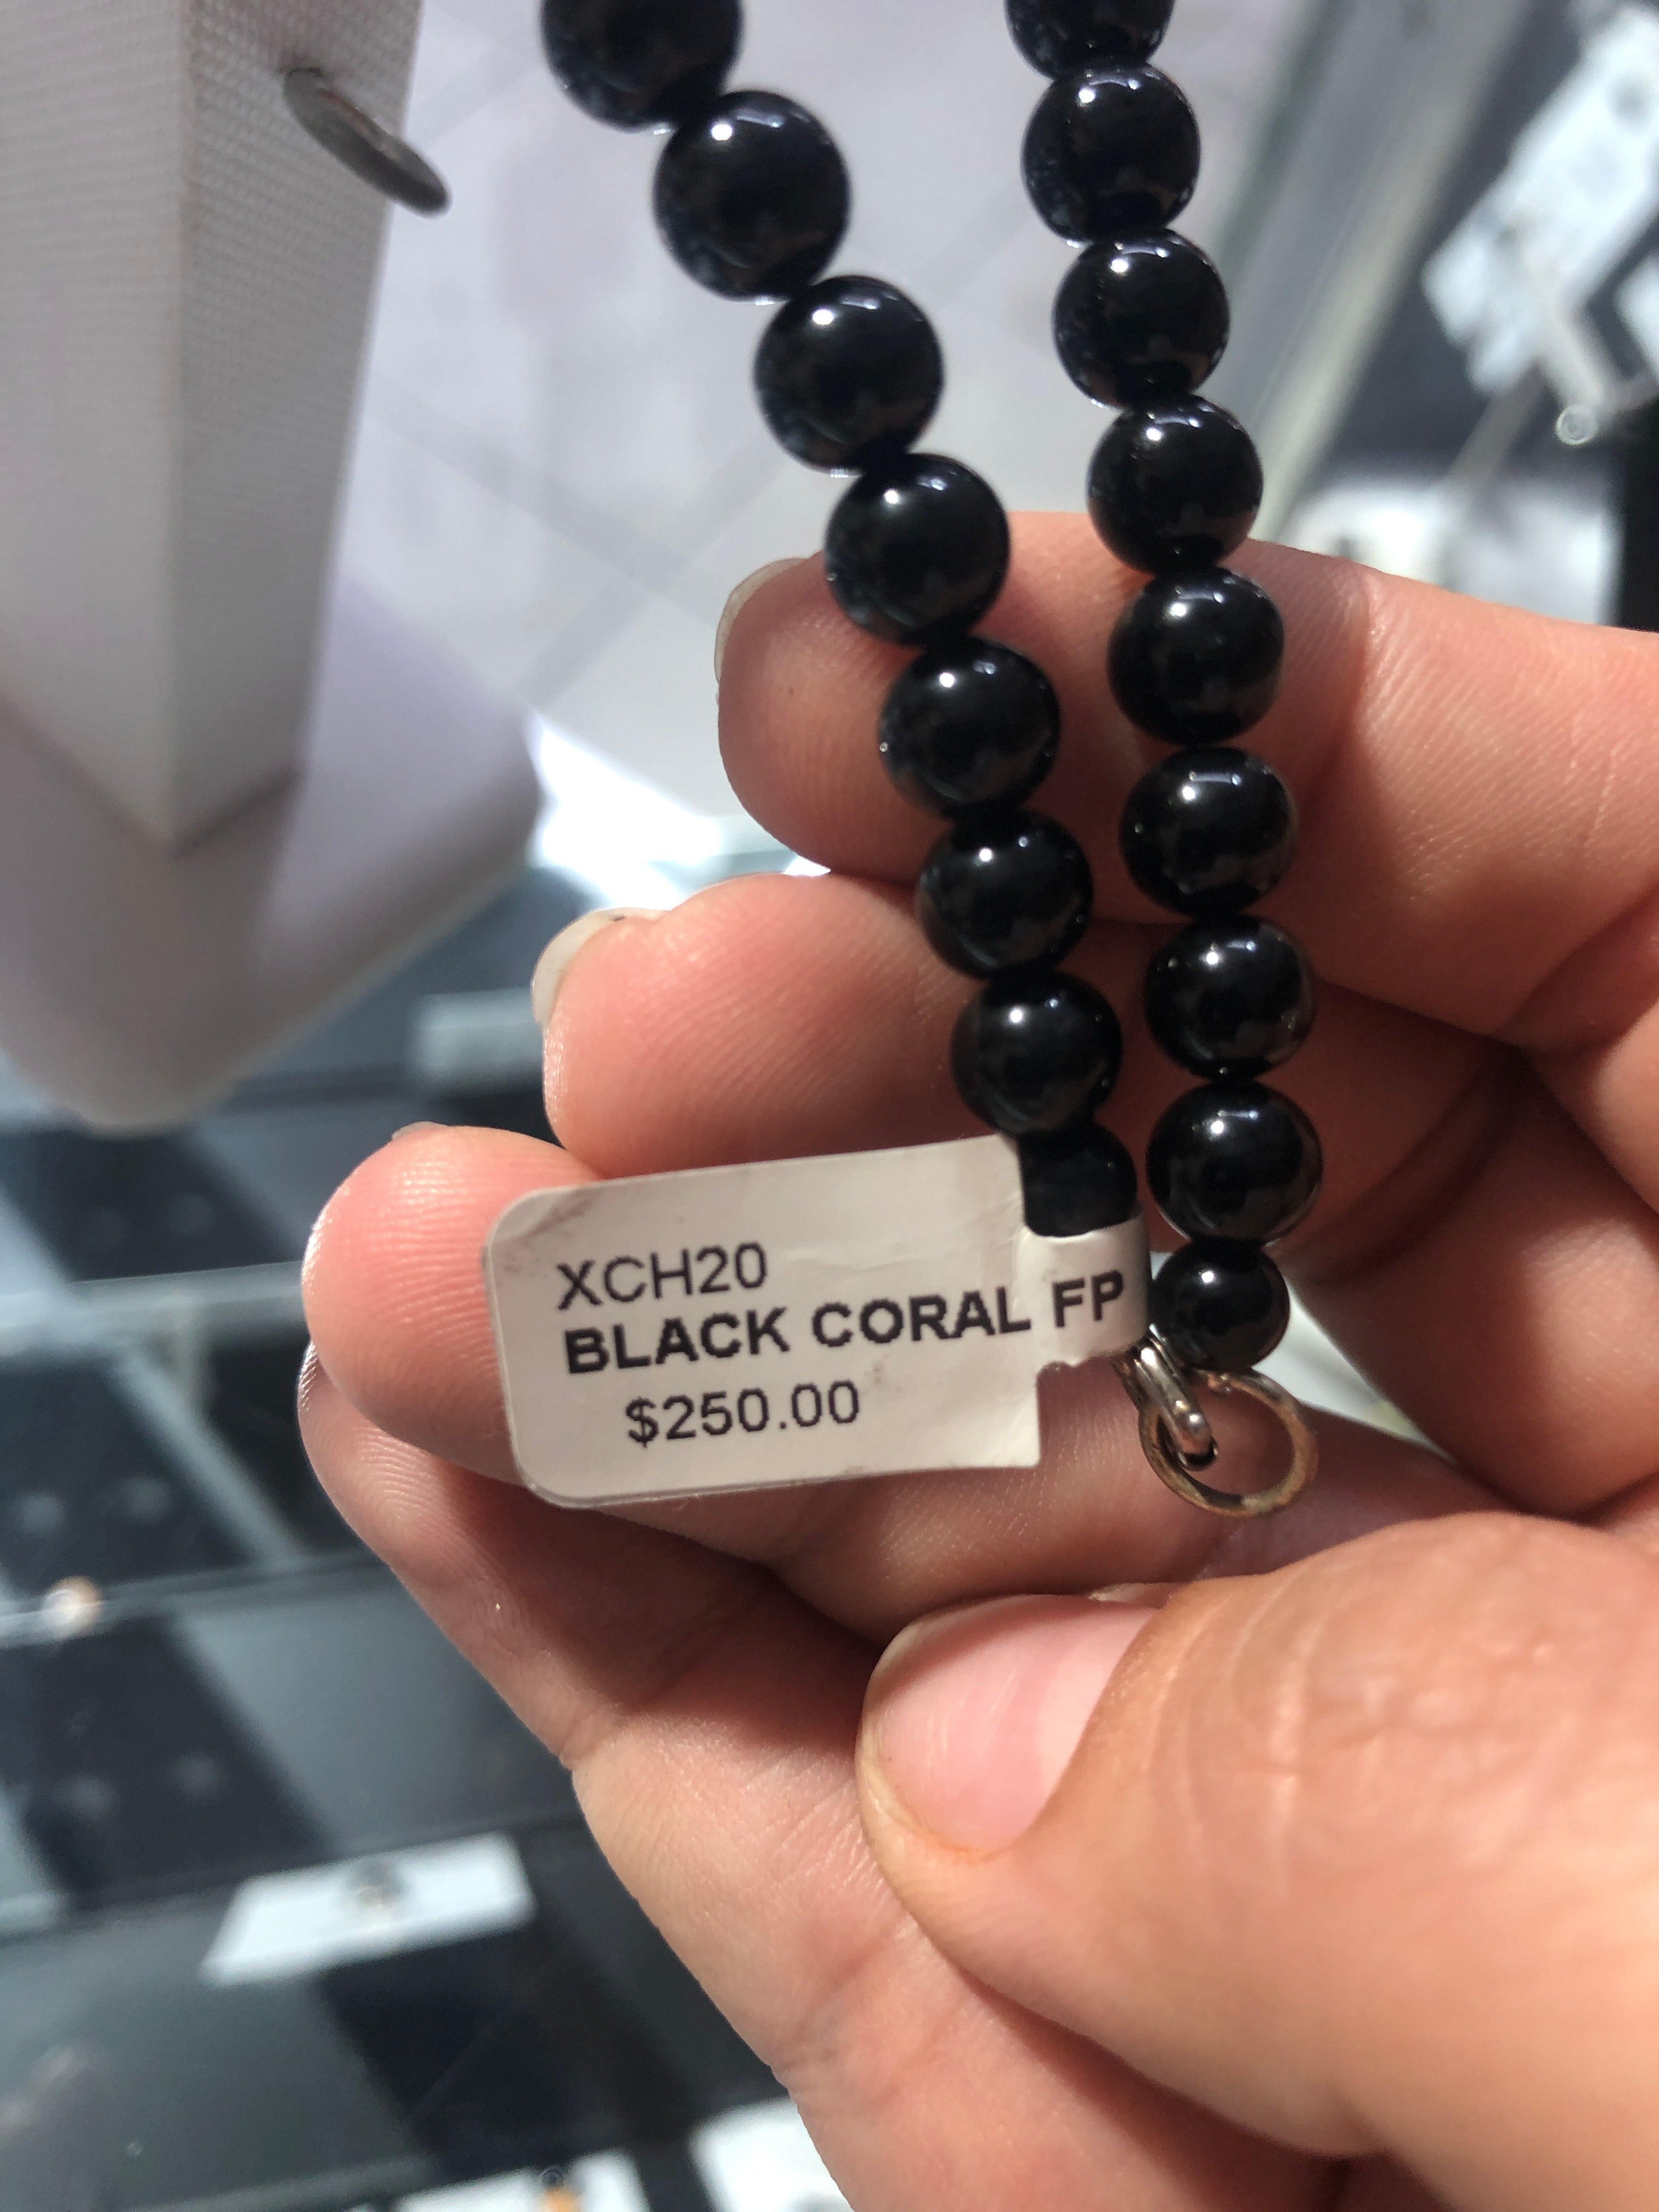 XCH20
BLACK CORAL FP
$250.00